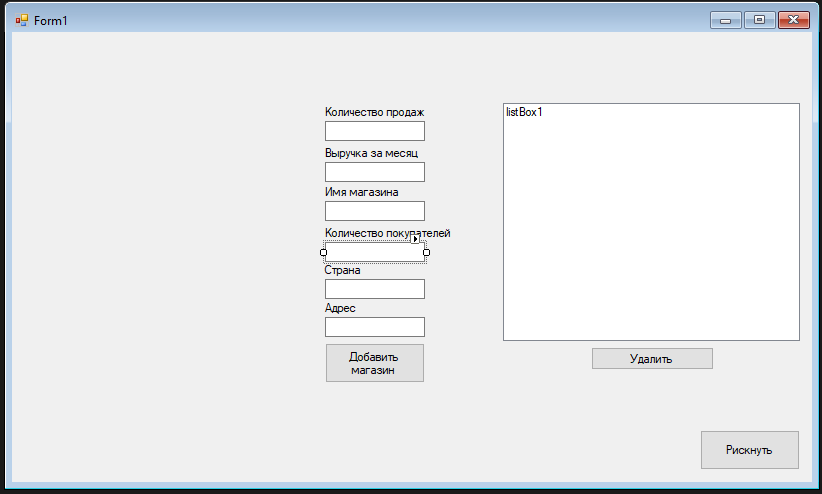 Form1
Количество продаж
listBox1
Выручка за месяц
Имя магазина
Количество покупателей
Страна
Адрес
Добавить
магазин
Удалить
Рискнуть